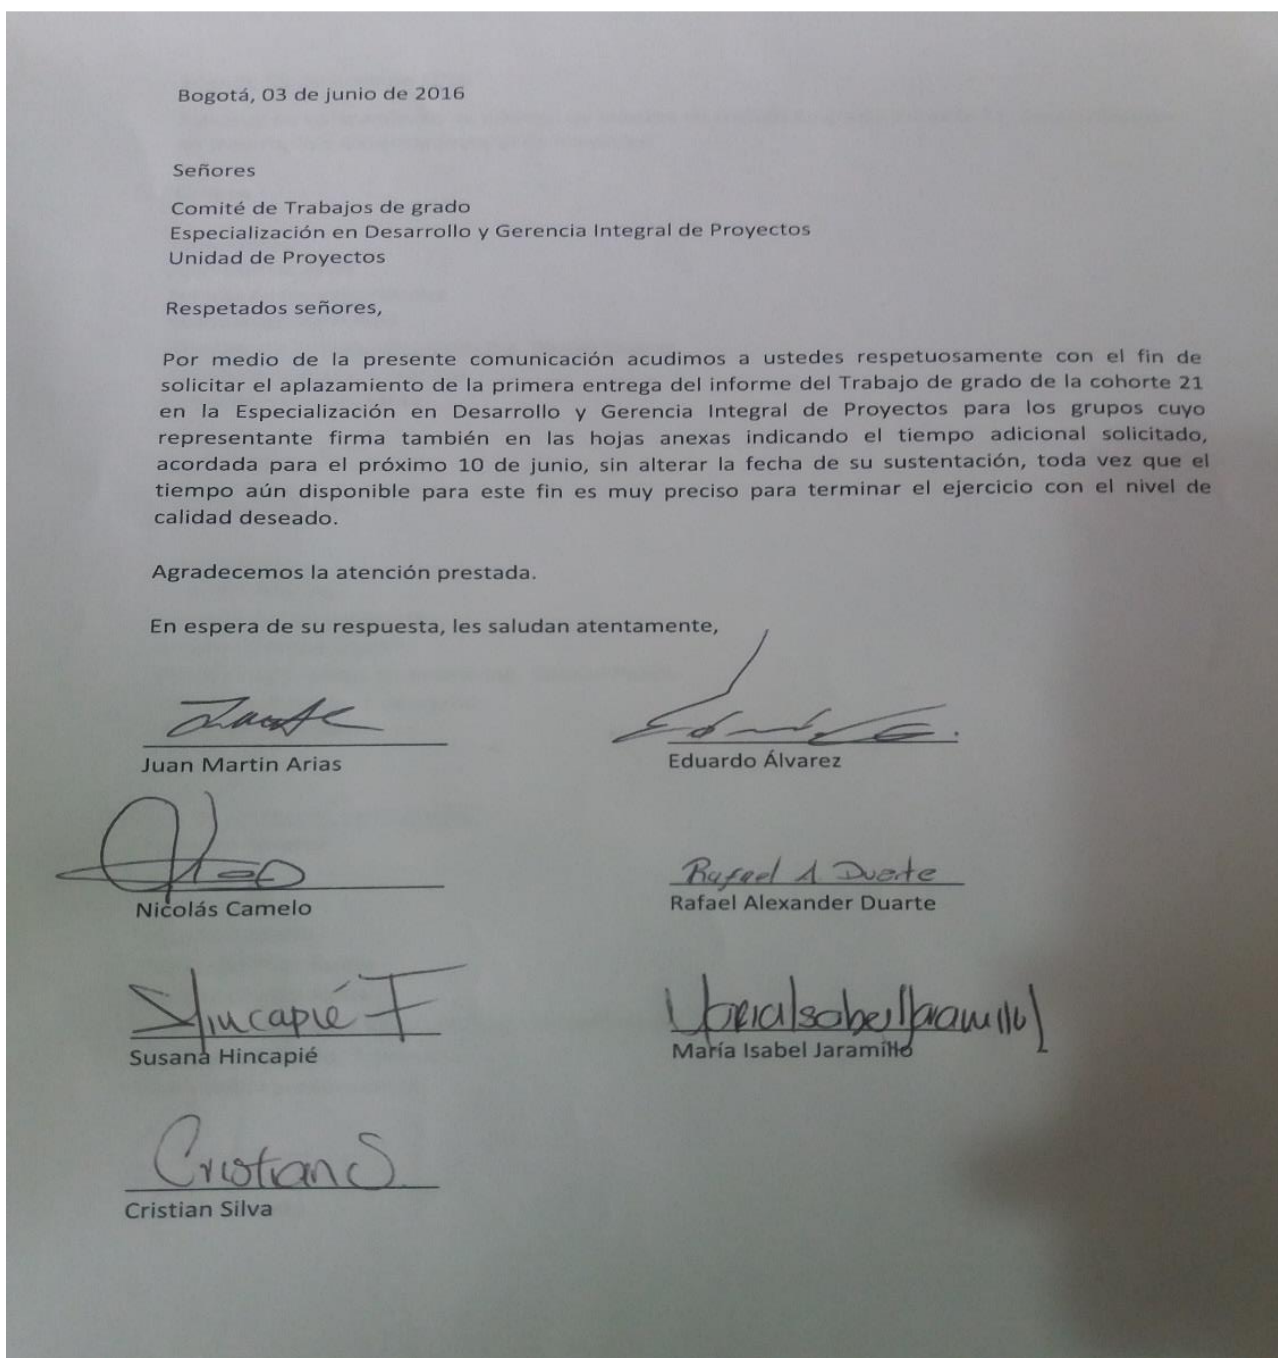 Bogotá, 03 de junio de 2016
Señores
Comité de Trabajos de grado
Especialización en Desarrollo y Gerencia Integral de Proyectos
Unidad de Proyectos
Respetados señores,
Por medio de la presente comunicación acudimos a ustedes respetuosamente con el fin de
solicitar el aplazamiento de la primera entrega del informe del Trabajo de grado de la cohorte 21
en la Especialización en Desarrollo y Gerencia Integral de Proyectos para los grupos cuyo
representante firma también en las hojas anexas indicando el tiempo adicional solicitado,
acordada para el próximo 10 de junio, sin alterar la fecha de su sustentación, toda vez que el
tiempo aún disponible para este fin es muy preciso para terminar el ejercicio con el nivel de
calidad deseado.
Agradecemos la atención prestada.
En espera de su respuesta, les saludan atentamente,
Juan Martin Arias
Eduardo Álvarez
Rafael A Duarte
Nicolás Camelo
Rafael Alexander Duarte
SHincapié F
María Isabel Jaramillo
Susana Hincapié
María Isabel Jaramillo
Cristian S.
Cristian Silva